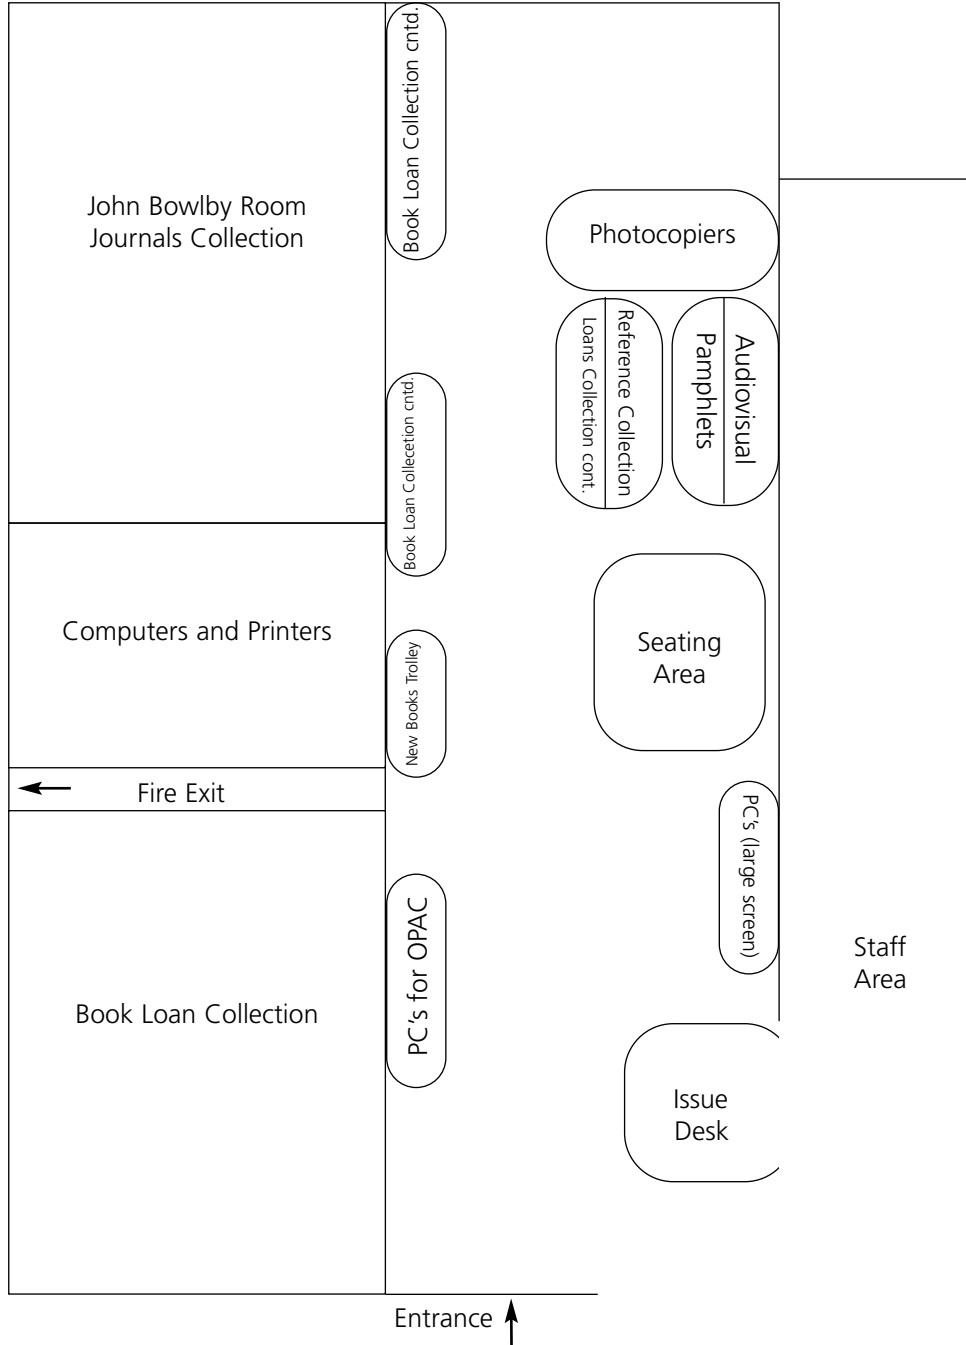 Book Loan Collection cntd.
John Bowlby Room
Journals Collection
Photocopiers
Loans Collection cont.
Reference Collection
Pamphlets
Audiovisual
Book Loan Collecetion cntd.
Computers and Printers
New Books Trolley
Seating
Area
Fire Exit
PC's (large screen)
PC's for OPAC
Staff
Area
Book Loan Collection
Issue
Desk
Entrance